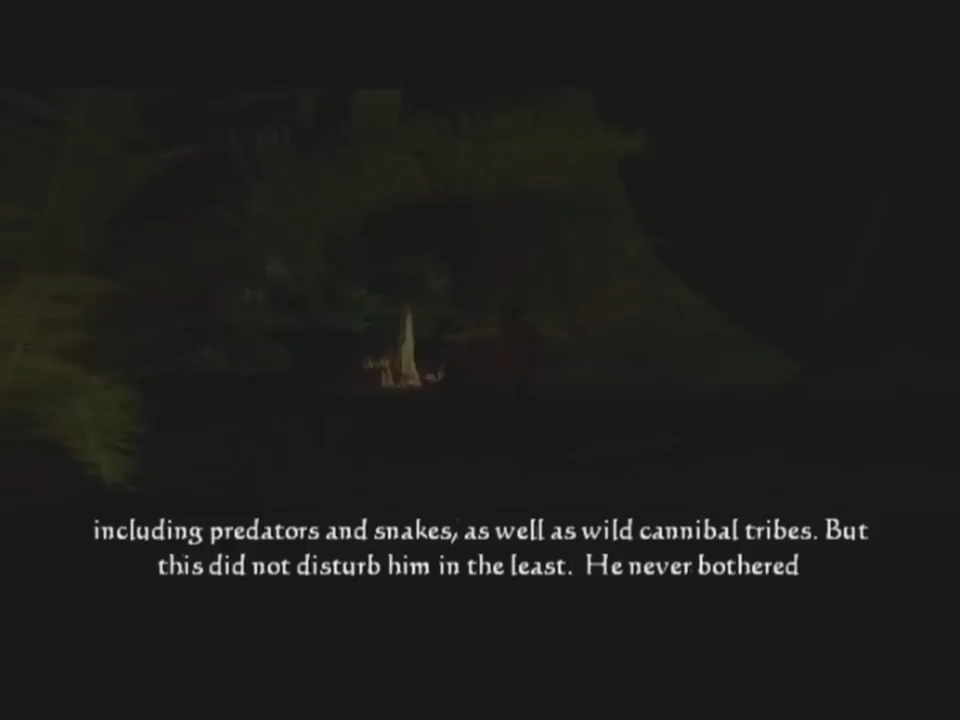 including predators and snakes, as well as wild cannibal tribes. But
this did not disturb him in the least. He never bothered